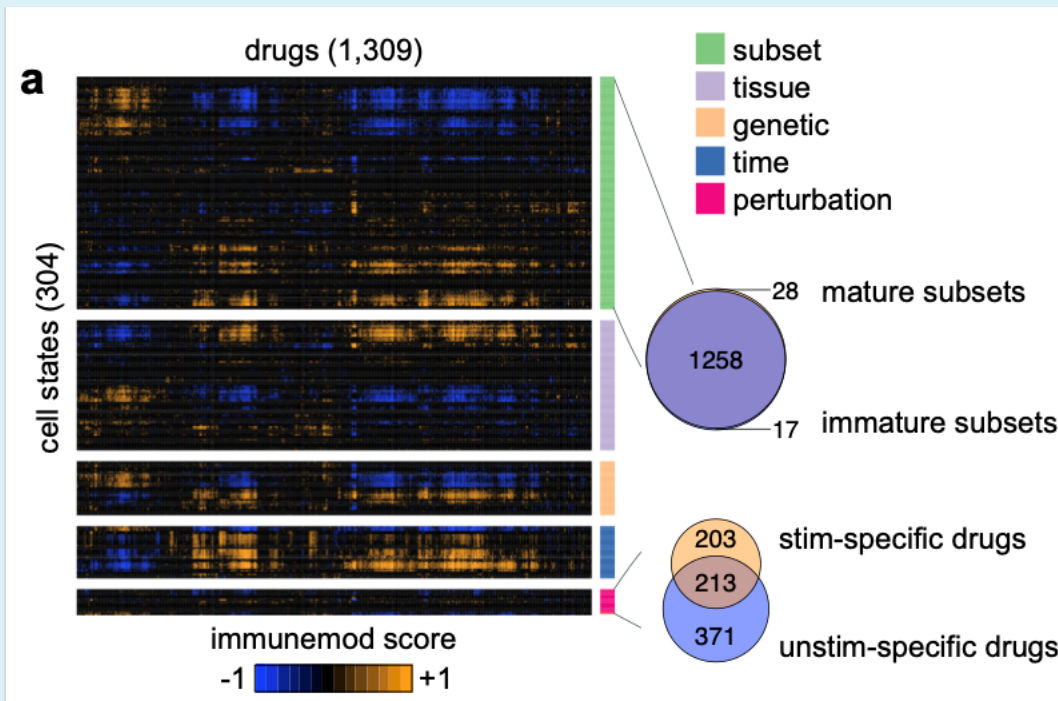 a
drugs (1,309)
cell states (304)
subset
tissue
genetic
time
perturbation
28 mature subsets
1258
17 immature subsets
203 stim-specific drugs
213
371 unstim-specific drugs
immunemod score
-1 +1